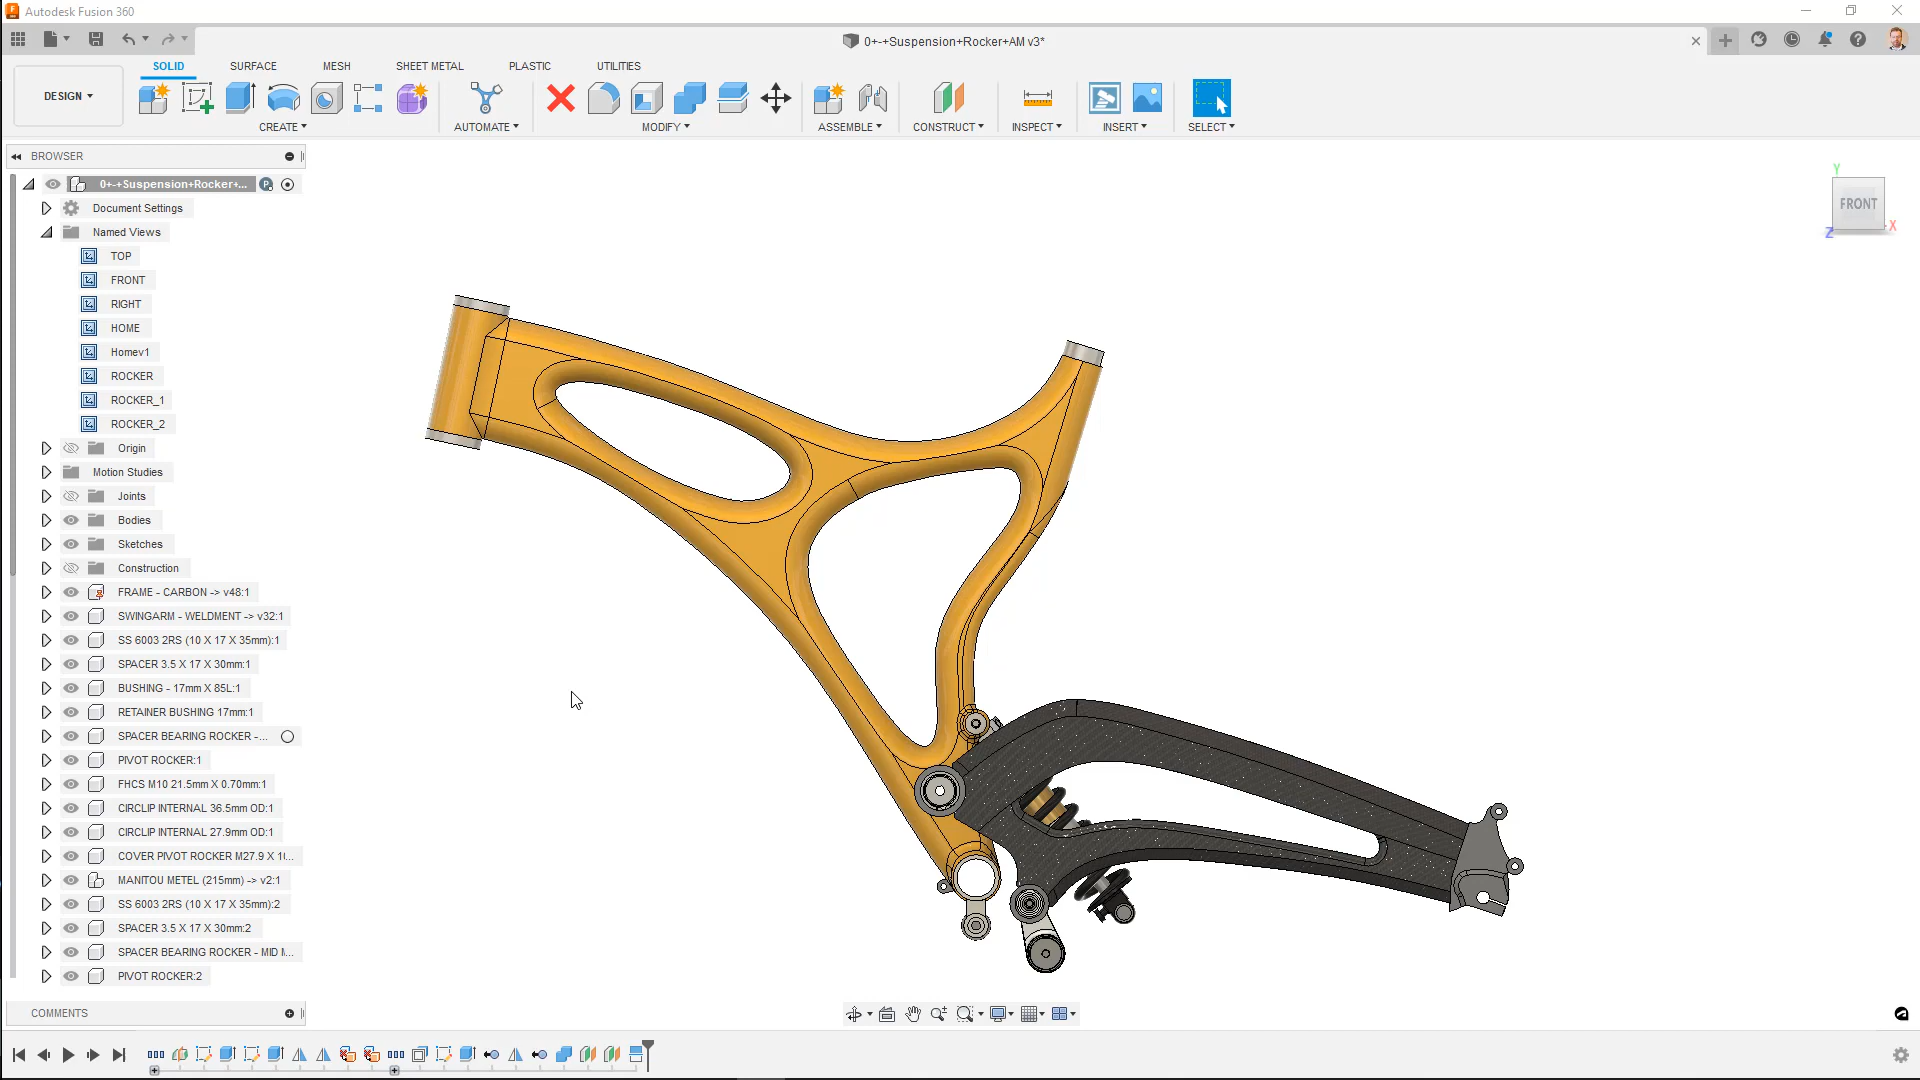 Autodesk Fusion 360
0+-+Suspension+Rocker+AM v3*
DESIGN
SOLID
SURFACE
MESH
SHEET METAL
PLASTIC
UTILITIES
CREATE
AUTOMATE
MODIFY
ASSEMBLE
CONSTRUCT
INSPECT
INSERT
SELECT
BROWSER
0+-+Suspension+Rocker+...
Document Settings
Named Views
TOP
FRONT
RIGHT
HOME
Homev1
ROCKER
ROCKER_1
ROCKER_2
Origin
Motion Studies
Joints
Bodies
Sketches
Construction
FRAME - CARBON -> v48:1
SWINGARM - WELDMENT -> v32:1
SS 6003 2RS (10 X 17 X 35mm):1
SPACER 3.5 X 17 X 30mm:1
BUSHING - 17mm X 85L:1
RETAINER BUSHING 17mm:1
SPACER BEARING ROCKER -...
PIVOT ROCKER:1
FHCS M10 21.5mm X 0.70mm:1
CIRCLIP INTERNAL 36.5mm OD:1
CIRCLIP INTERNAL 27.9mm OD:1
COVER PIVOT ROCKER M27.9 X 1(...
MANITOU METEL (215mm) -> v2:1
SS 6003 2RS (10 X 17 X 35mm):2
SPACER 3.5 X 17 X 30mm:2
SPACER BEARING ROCKER - MID I...
PIVOT ROCKER:2
COMMENTS
Y
FRONT
X
Z